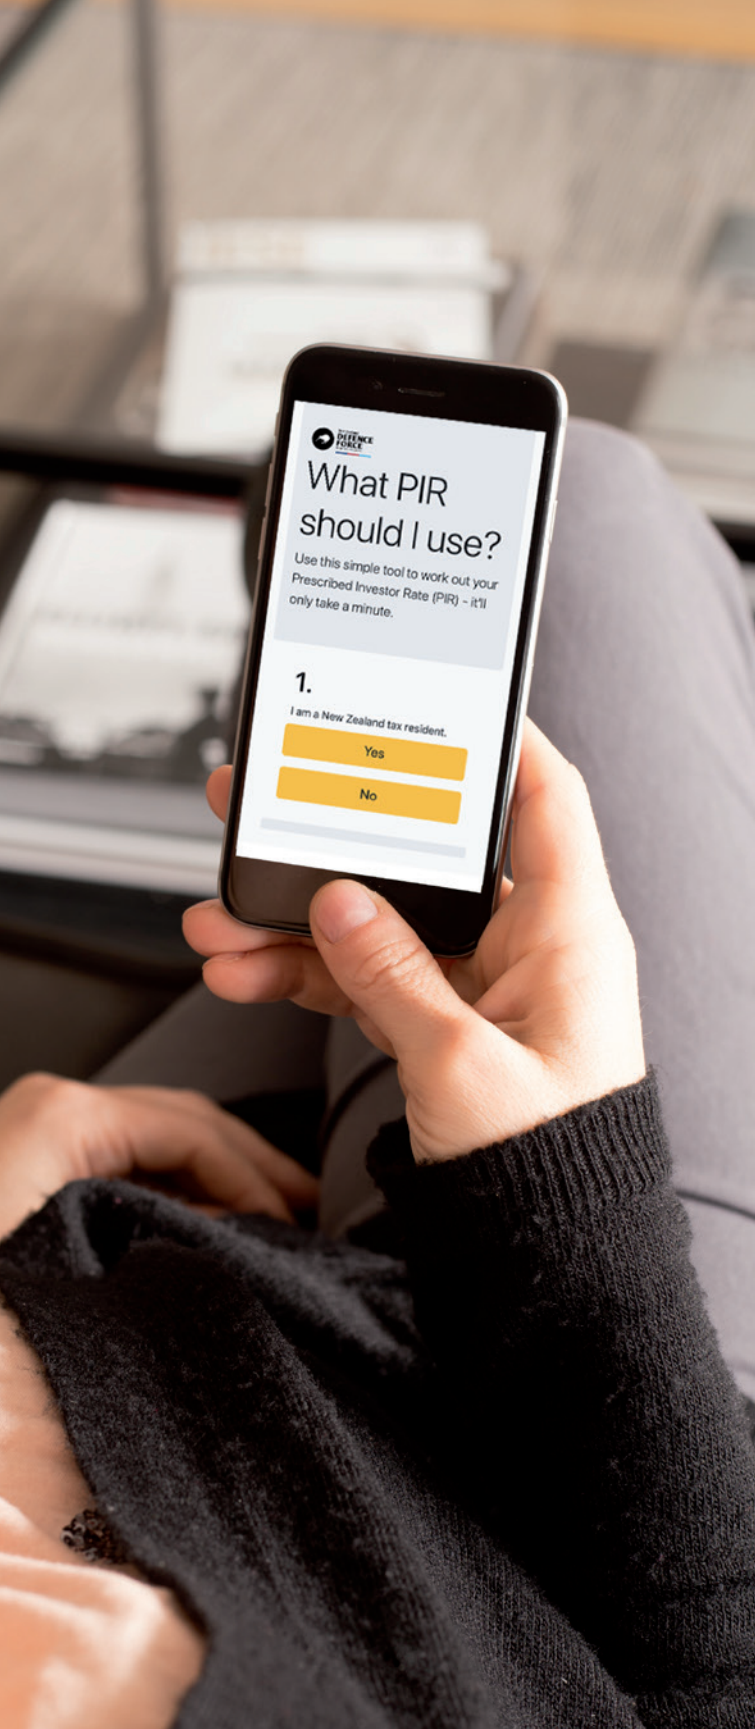 DEFENCE
FORCE
What PIR
should I use?
Use this simple tool to work out your
Prescribed Investor Rate (PIR) – it'll
only take a minute.
1.
I am a New Zealand tax resident.
Yes
No